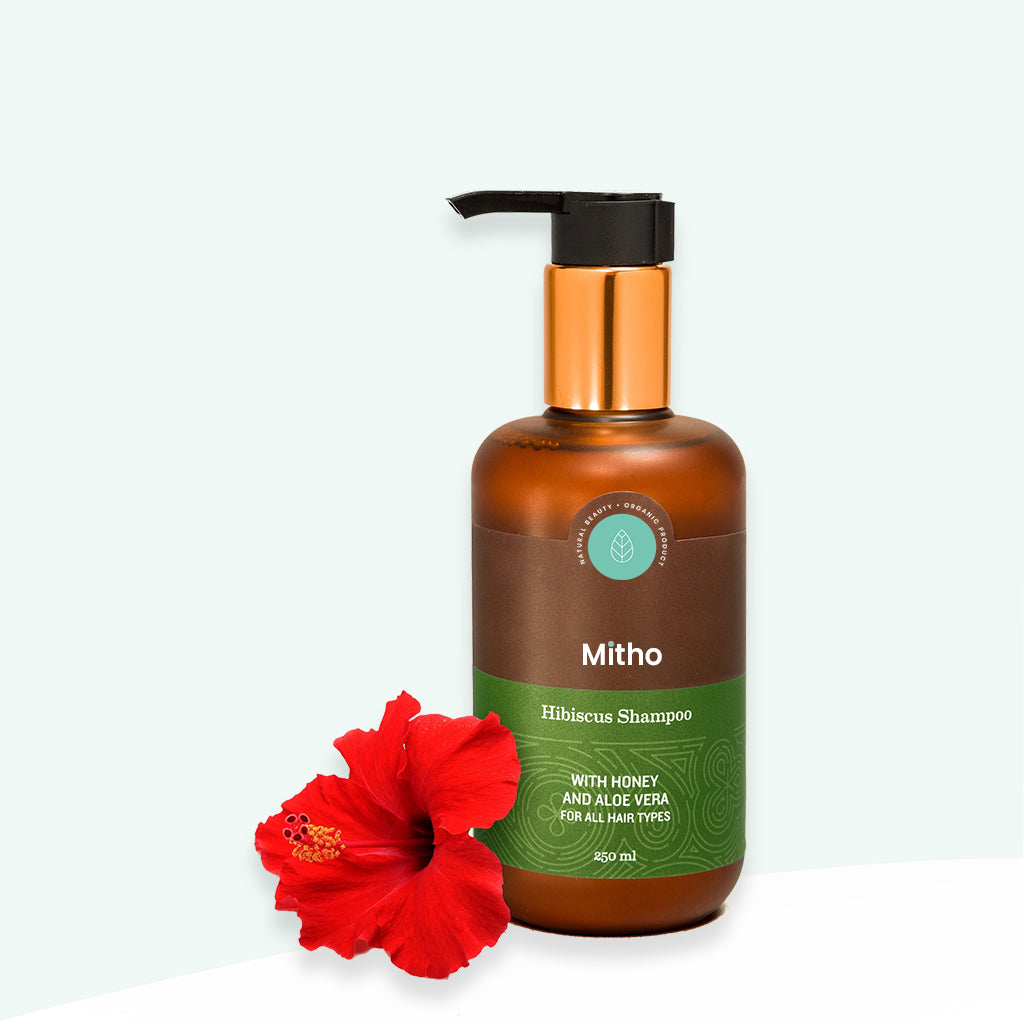 NATURAL BEAUTY • ORGANIC PRODUCT
Mitho
Hibiscus Shampoo
WITH HONEY
AND ALOE VERA
FOR ALL HAIR TYPES
250 ml